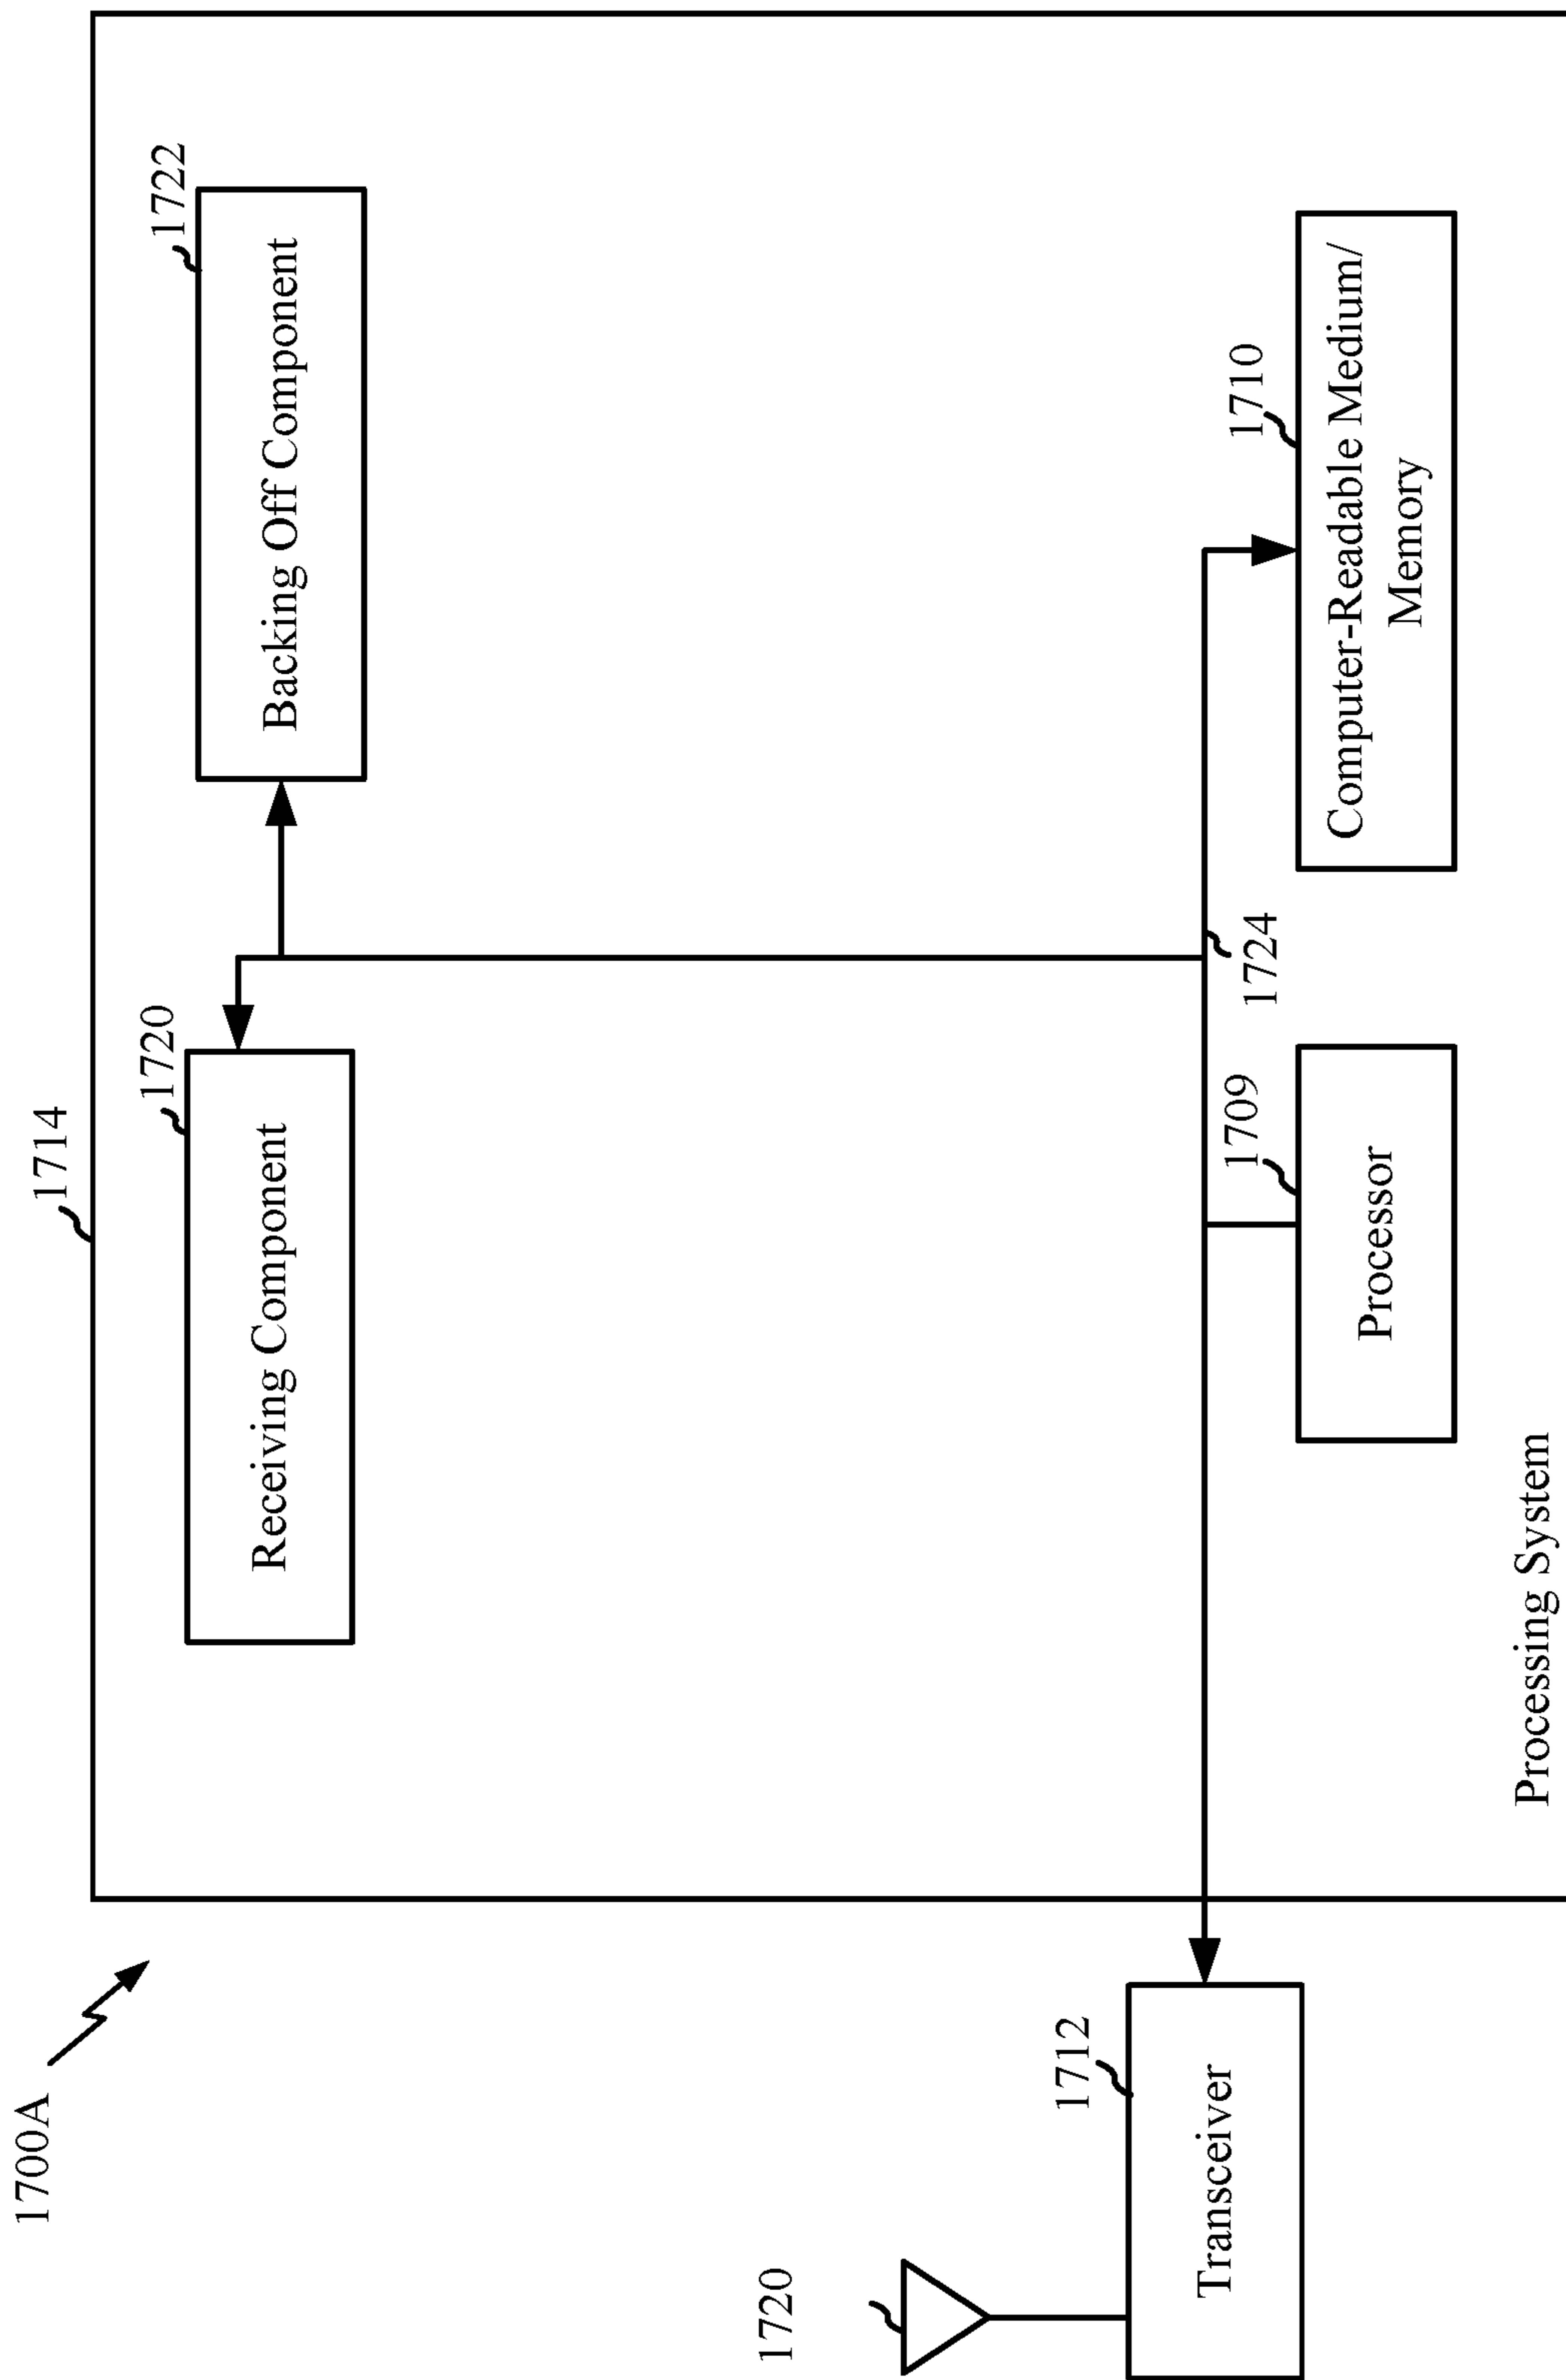 1700A
1714
1720
Receiving Component
1722
Backing Off Component
1720
1712
Transceiver
1709
Processor
1724
1710
Computer-Readable Medium/
Memory
Processing System